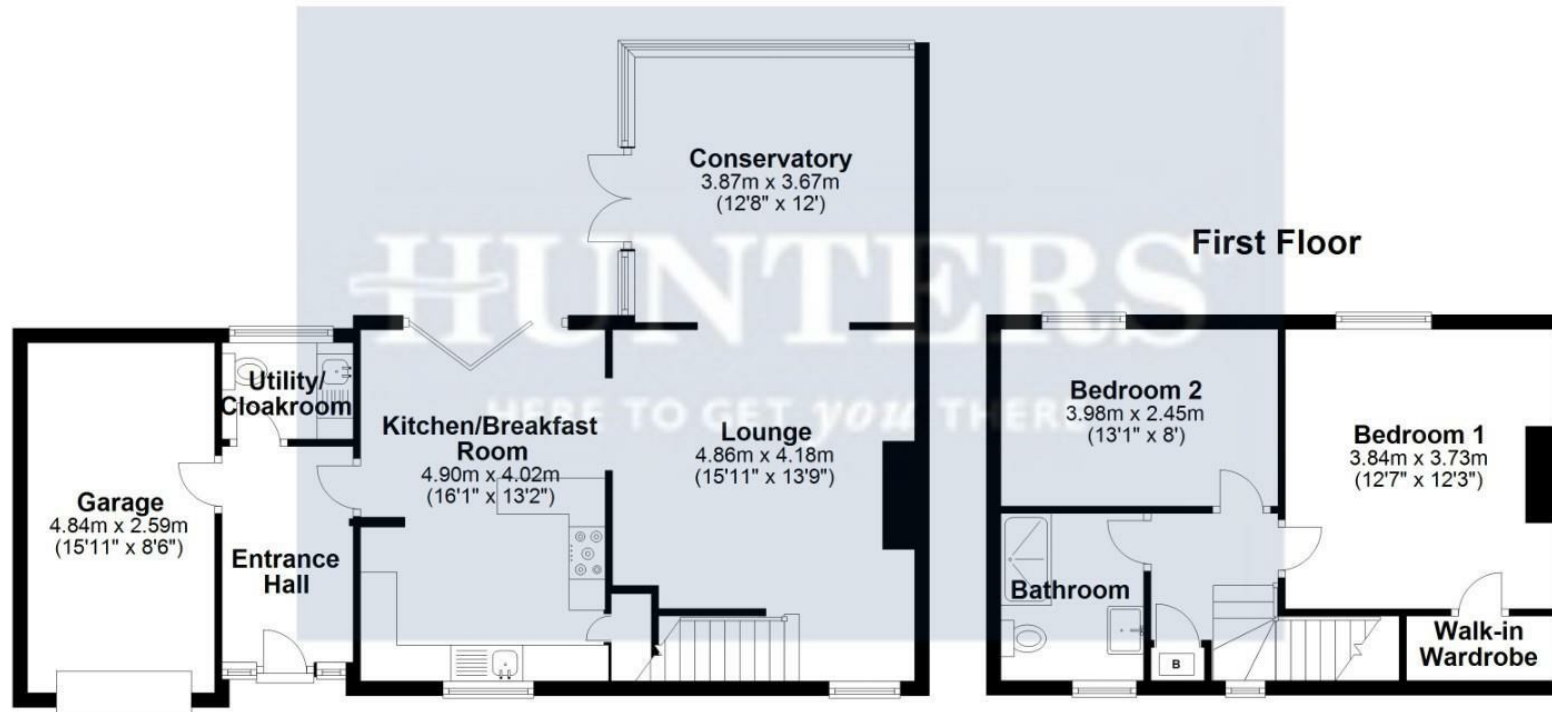 Conservatory
3.87m x 3.67m
(12'8" x 12')
HUNTERS
HERE TO GET you THERE
First Floor
Utility/
Cloakroom
Kitchen/Breakfast
Room
4.90m x 4.02m
(16'1" x 13'2")
Lounge
4.86m x 4.18m
(15'11" x 13'9")
Garage
4.84m x 2.59m
(15'11" x 8'6")
Entrance
Hall
Bedroom 2
3.98m x 2.45m
(13'1" x 8')
Bedroom 1
3.84m x 3.73m
(12'7" x 12'3")
Bathroom
B
Walk-in
Wardrobe